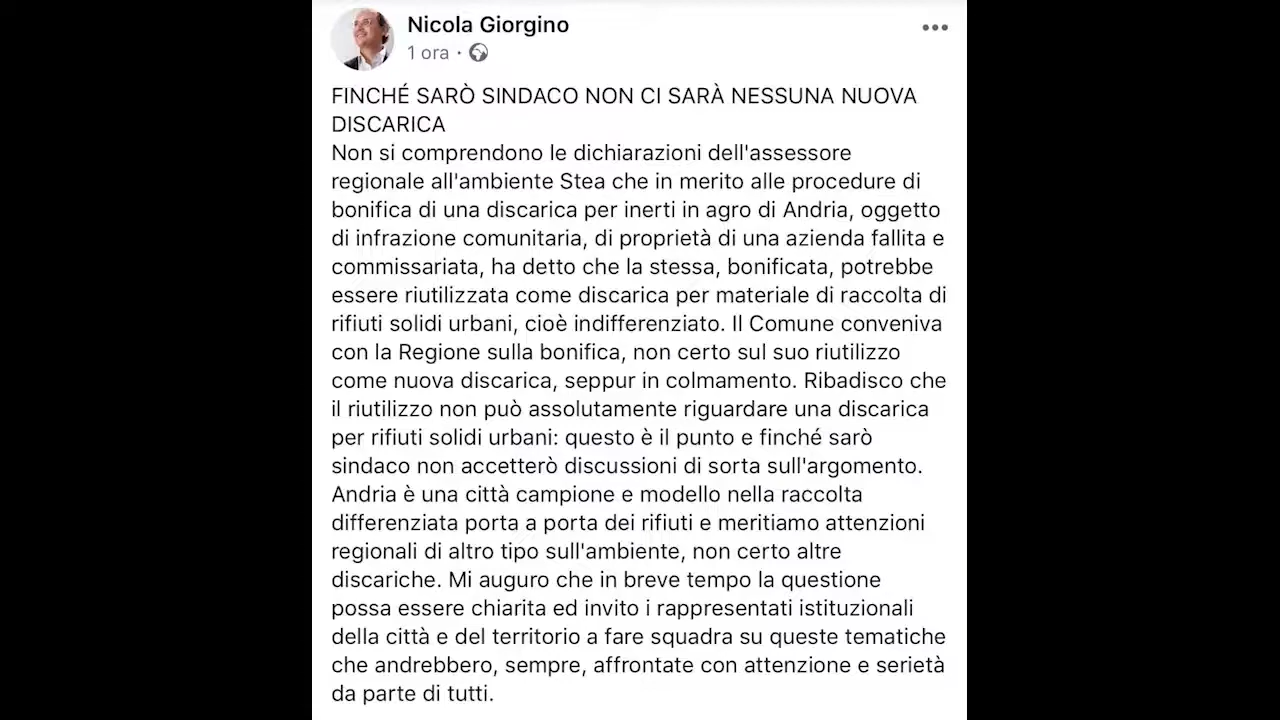 Nicola Giorgino
1 ora ·
FINCHÉ SARÒ SINDACO NON CI SARÀ NESSUNA NUOVA
DISCARICA
Non si comprendono le dichiarazioni dell'assessore
regionale all'ambiente Stea che in merito alle procedure di
bonifica di una discarica per inerti in agro di Andria, oggetto
di infrazione comunitaria, di proprietà di una azienda fallita e
commissariata, ha detto che la stessa, bonificata, potrebbe
essere riutilizzata come discarica per materiale di raccolta di
rifiuti solidi urbani, cioè indifferenziato. Il Comune conveniva
con la Regione sulla bonifica, non certo sul suo riutilizzo
come nuova discarica, seppur in colmamento. Ribadisco che
il riutilizzo non può assolutamente riguardare una discarica
per rifiuti solidi urbani: questo è il punto e finché sarò
sindaco non accetterò discussioni di sorta sull'argomento.
Andria è una città campione e modello nella raccolta
differenziata porta a porta dei rifiuti e meritiamo attenzioni
regionali di altro tipo sull'ambiente, non certo altre
discariche. Mi auguro che in breve tempo la questione
possa essere chiarita ed invito i rappresentati istituzionali
della città e del territorio a fare squadra su queste tematiche
che andrebbero, sempre, affrontate con attenzione e serietà
da parte di tutti.